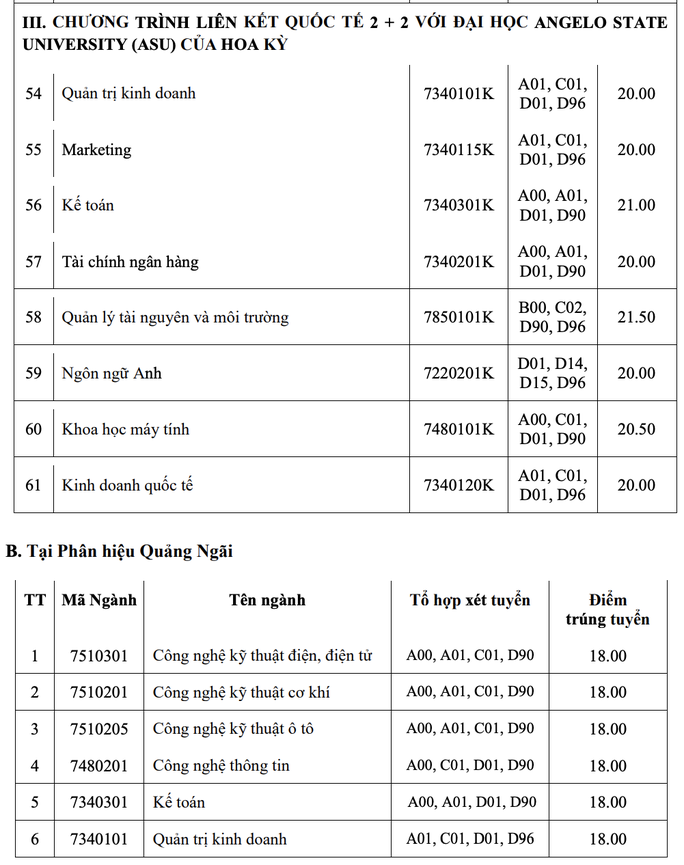 III. CHƯƠNG TRÌNH LIÊN KẾT QUỐC TẾ 2 + 2 VỚI ĐẠI HỌC ANGELO STATE
UNIVERSITY (ASU) CỦA HOA KỲ
54 Quản trị kinh doanh 7340101K A01, C01, D01, D96 20.00
55 Marketing 7340115K A01, C01, D01, D96 20.00
56 Kế toán 7340301K A00, A01, D01, D90 21.00
57 Tài chính ngân hàng 7340201K A00, A01, D01, D90 20.00
58 Quản lý tài nguyên và môi trường 7850101K B00, C02, D90, D96 21.50
59 Ngôn ngữ Anh 7220201K D01, D14, D15, D96 20.00
60 Khoa học máy tính 7480101K A00, C01, D01, D90 20.50
61 Kinh doanh quốc tế 7340120K A01, C01, D01, D96 20.00
B. Tại Phân hiệu Quảng Ngãi
TT Mã Ngành Tên ngành Tổ hợp xét tuyển Điểm trúng tuyển
1 7510301 Công nghệ kỹ thuật điện, điện tử A00, A01, C01, D90 18.00
2 7510201 Công nghệ kỹ thuật cơ khí A00, A01, C01, D90 18.00
3 7510205 Công nghệ kỹ thuật ô tô A00, A01, C01, D90 18.00
4 7480201 Công nghệ thông tin A00, C01, D01, D90 18.00
5 7340301 Kế toán A00, A01, D01, D90 18.00
6 7340101 Quản trị kinh doanh A01, C01, D01, D96 18.00